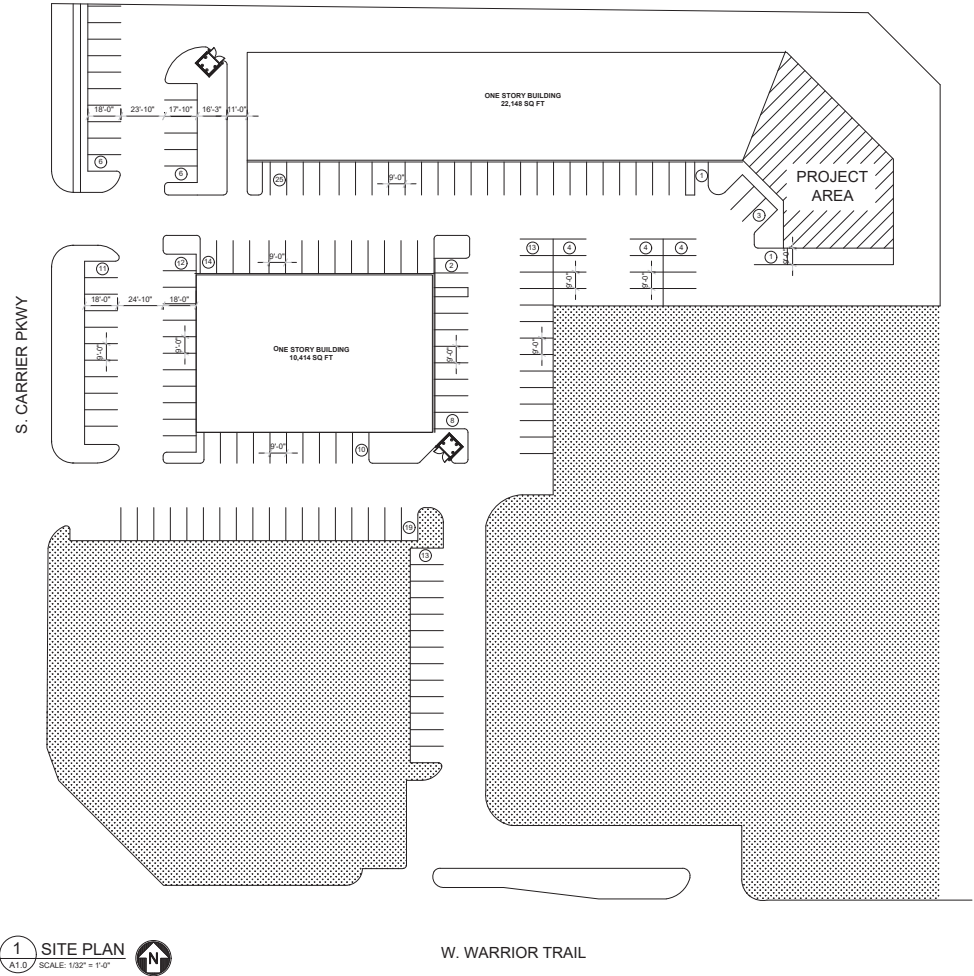 ONE STORY BUILDING
22,148 SQ FT
18'-0" 23'-10" 17'-10" 16'-3" 11'-0"
6
6
25
9'-0"
1
PROJECT
AREA
3
1
9'-0"
11
12
14
9'-0"
2
13
4
4
4
9'-0"
9'-0"
18'-0" 24'-10" 18'-0"
9'-0"
9'-0"
ONE STORY BUILDING
10,414 SQ FT
9'-0"
9'-0"
S. CARRIER PKWY
8
9'-0"
10
19
13
1
A1.0
SITE PLAN
SCALE: 1/32" = 1'-0"
N
W. WARRIOR TRAIL